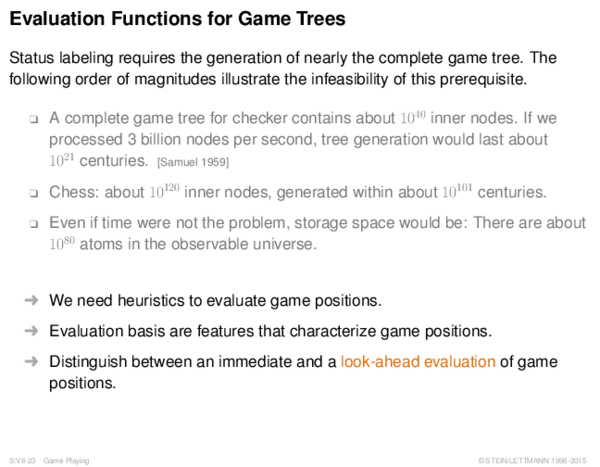 Evaluation Functions for Game Trees
Status labeling requires the generation of nearly the complete game tree. The
following order of magnitudes illustrate the infeasibility of this prerequisite.
❑ A complete game tree for checker contains about 10^40 inner nodes. If we
processed 3 billion nodes per second, tree generation would last about
10^21 centuries. [Samuel 1959]
❑ Chess: about 10^120 inner nodes, generated within about 10^101 centuries.
❑ Even if time were not the problem, storage space would be: There are about
10^80 atoms in the observable universe.
➜ We need heuristics to evaluate game positions.
➜ Evaluation basis are features that characterize game positions.
➜ Distinguish between an immediate and a look-ahead evaluation of game
positions.
S:VII-23 Game Playing ©STEIN/LETTMANN 1998-2015